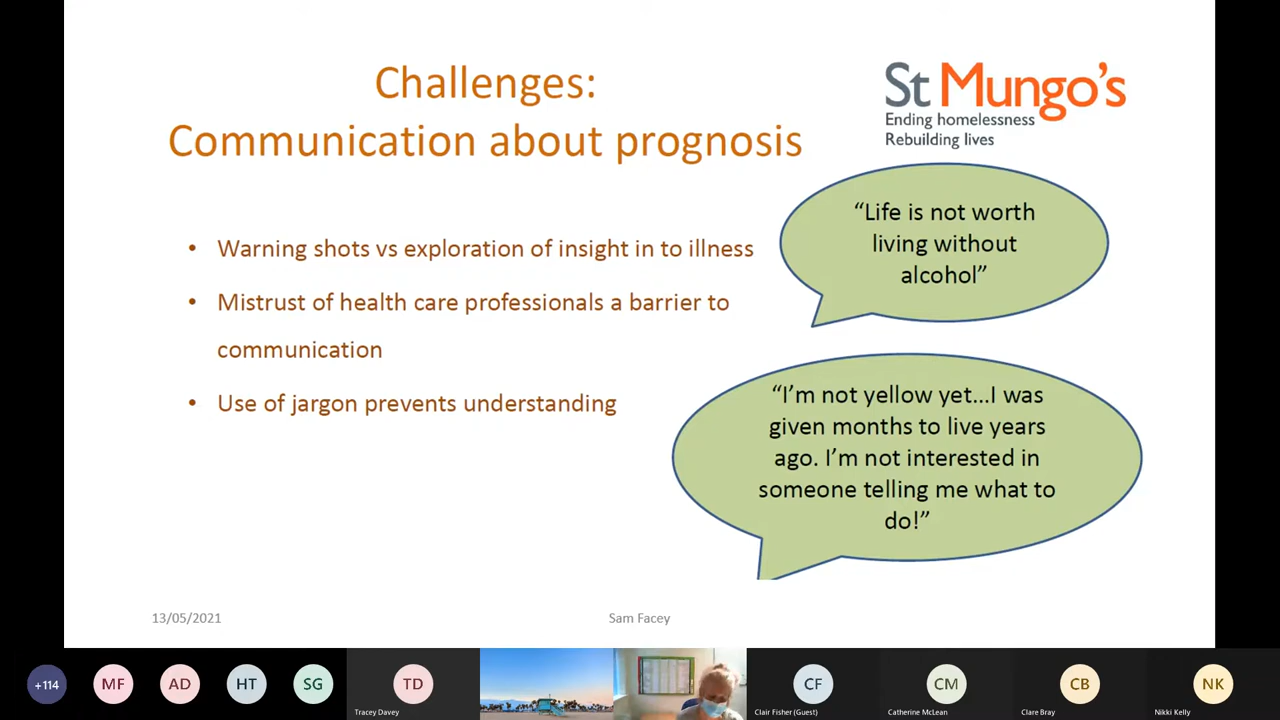 Challenges:
Communication about prognosis
St Mungo's
Ending homelessness
Rebuilding lives
“Life is not worth
living without
alcohol”
• Warning shots vs exploration of insight in to illness
• Mistrust of health care professionals a barrier to
communication
• Use of jargon prevents understanding
“I’m not yellow yet…I was
given months to live years
ago. I’m not interested in
someone telling me what to
do!”
13/05/2021
Sam Facey
+114
MF
AD
HT
SG
TD
Tracey Davey
CF
Clair Fisher (Guest)
CM
Catherine McLean
CB
Clare Bray
NK
Nikki Kelly